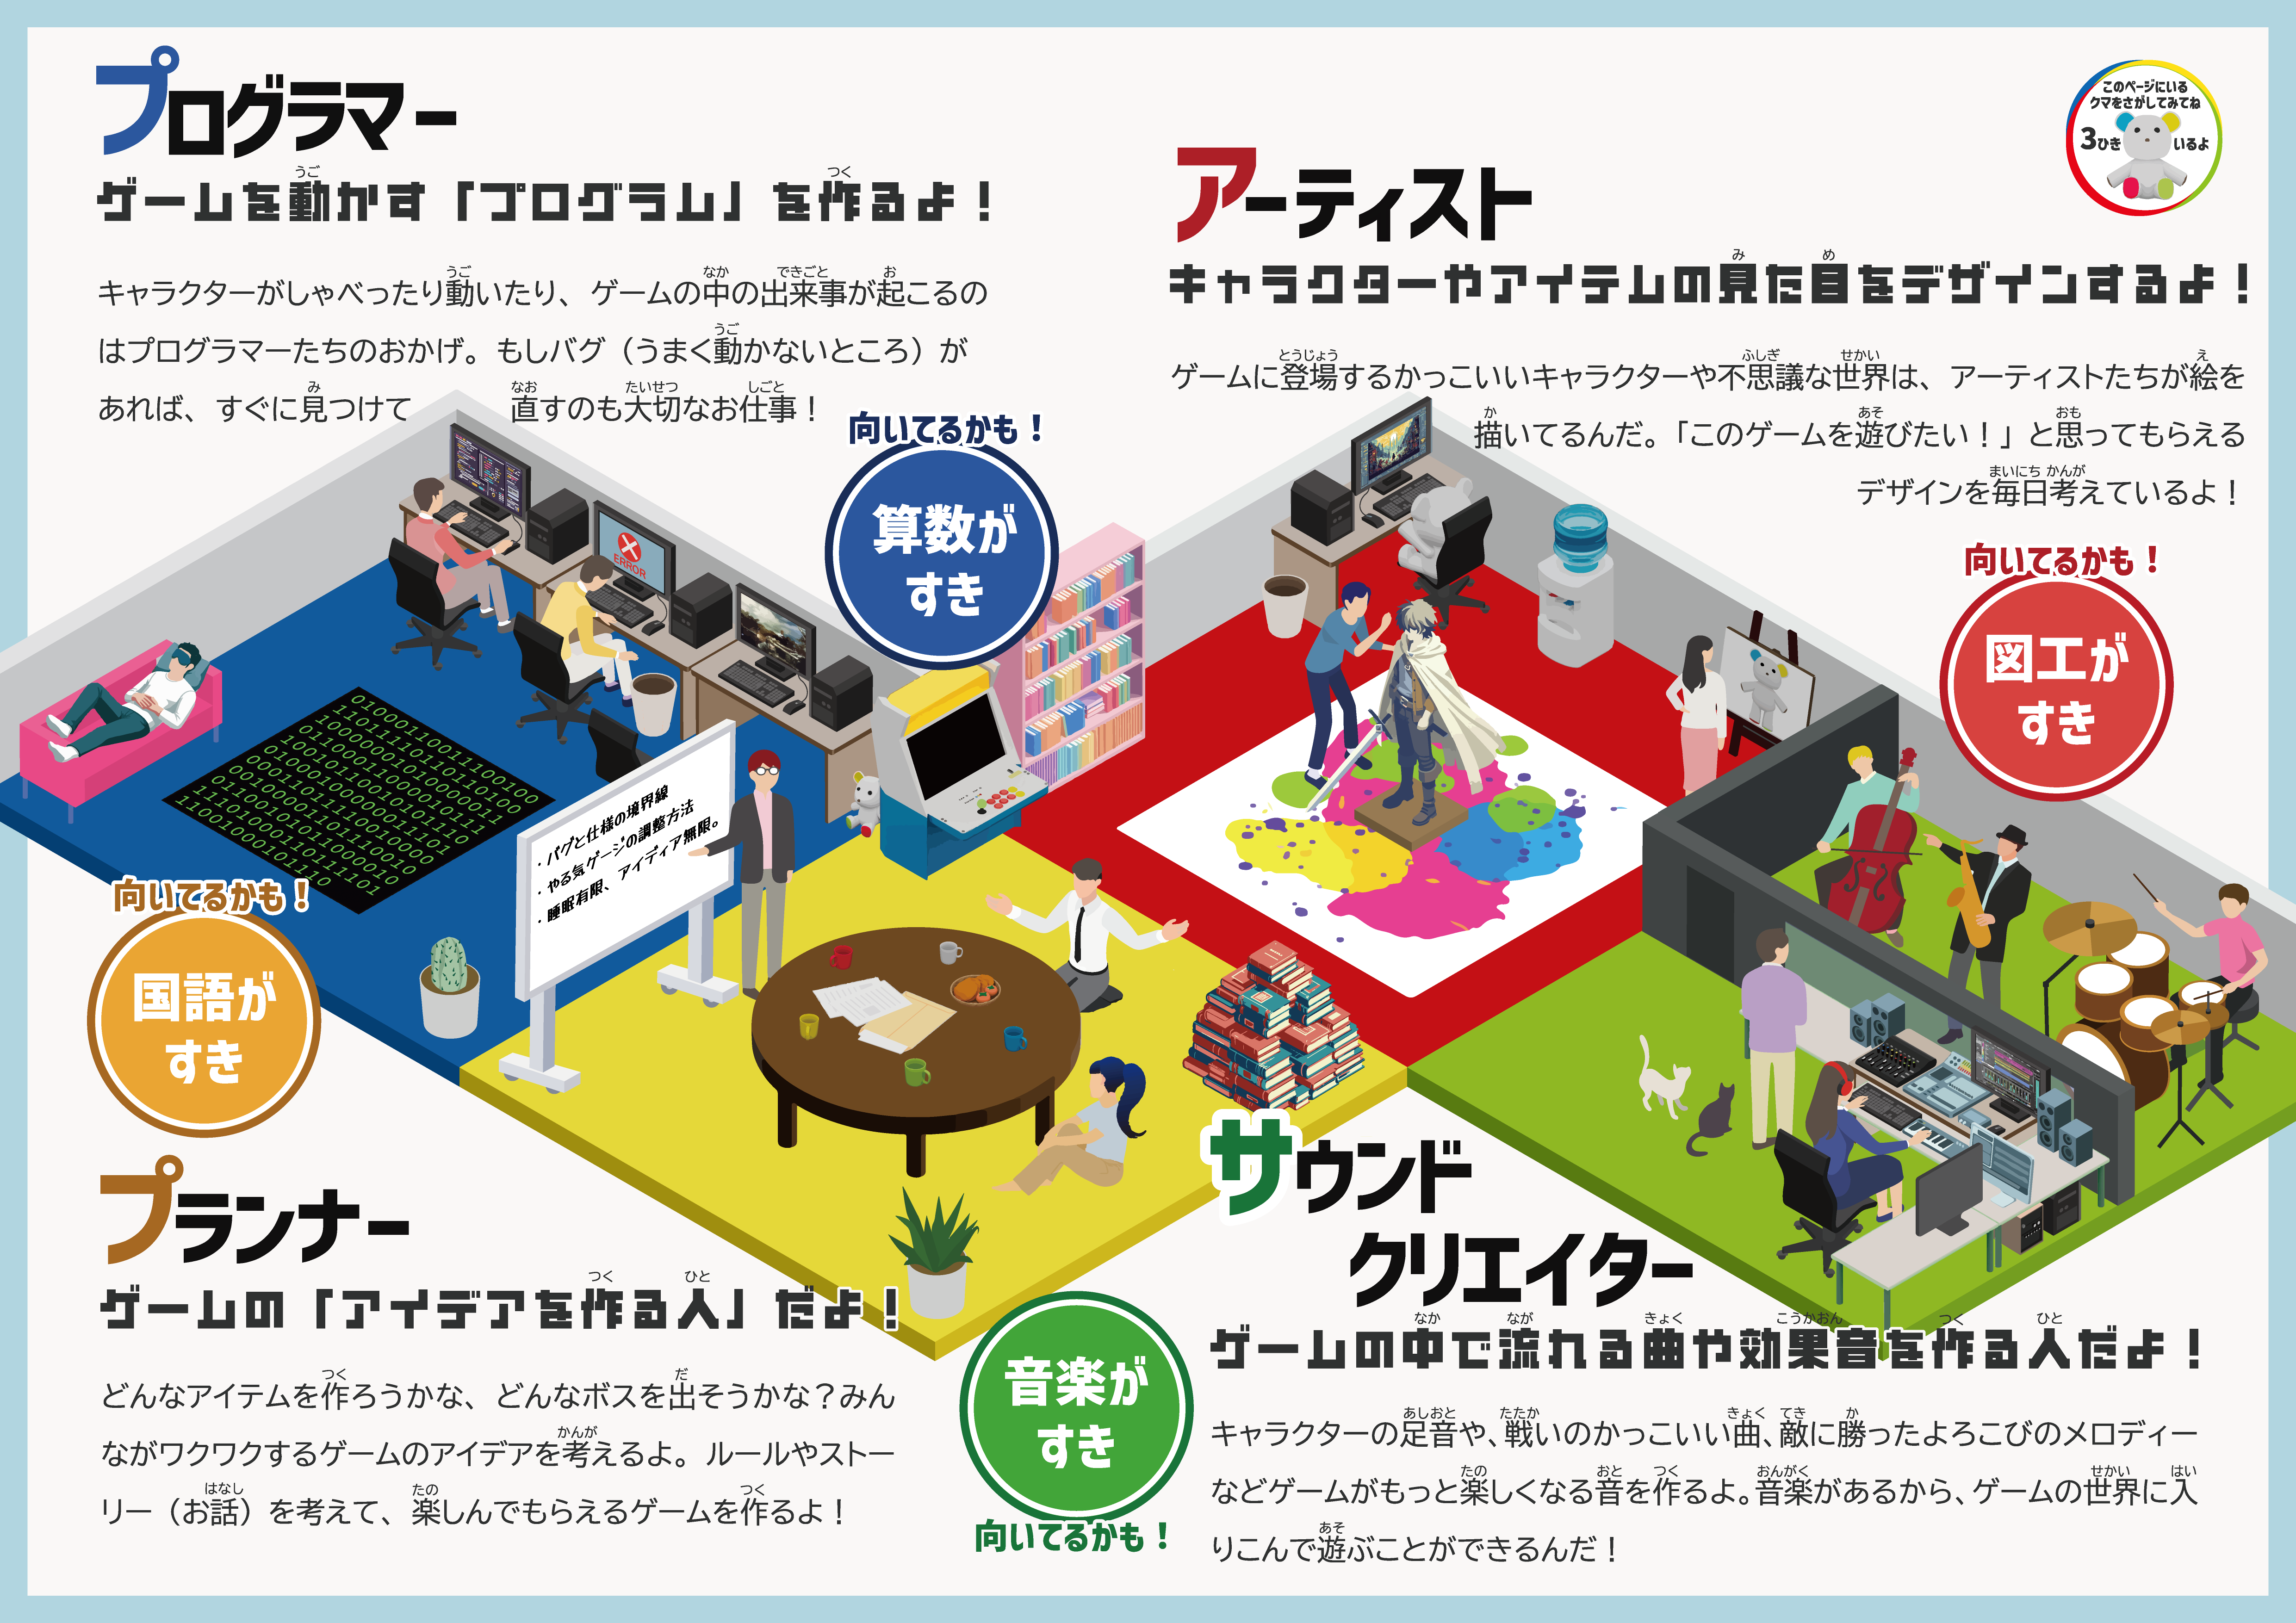 プログラマー
ゲームを動かす「プログラム」を作るよ！
キャラクターがしゃべったり動いたり、ゲームの中の出来事が起こるの
はプログラマーたちのおかげ。もしバグ（うまく動かないところ）が
あれば、すぐに見つけて直すのも大切なお仕事！
向いてるかも！
算数が
すき
このページにいる
クマをさがしてみてね
3びき いるよ
アーティスト
キャラクターやアイテムの見た目をデザインするよ！
ゲームに登場するかっこいいキャラクターや不思議な世界は、アーティストたちが絵を
描いてるんだ。「このゲームを遊びたい！」と思ってもらえる
デザインを毎日考えているよ！
向いてるかも！
図工が
すき
ERROR
・バグと仕様の境界線
・やる気ゲージの調整方法
・睡眠有限、アイディア無限。
向いてるかも！
国語が
すき
プランナー
ゲームの「アイデアを作る人」だよ！
どんなアイテムを作ろうかな、どんなボスを出そうかな？みん
ながワクワクするゲームのアイデアを考えるよ。ルールやストー
リー（お話）を考えて、楽しんでもらえるゲームを作るよ！
音楽が
すき
向いてるかも！
サウンド
クリエイター
ゲームの中で流れる曲や効果音を作る人だよ！
キャラクターの足音や、戦いのかっこいい曲、敵に勝ったよろこびのメロディー
などゲームがもっと楽しくなる音を作るよ。音楽があるから、ゲームの世界に入
りこんで遊ぶことができるんだ！